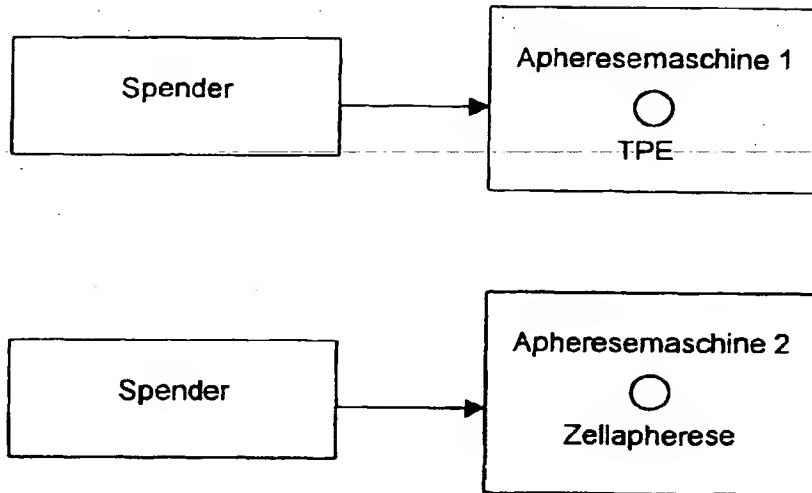 Spender
Apheresemaschine 1
TPE
Spender
Apheresemaschine 2
Zellapherese